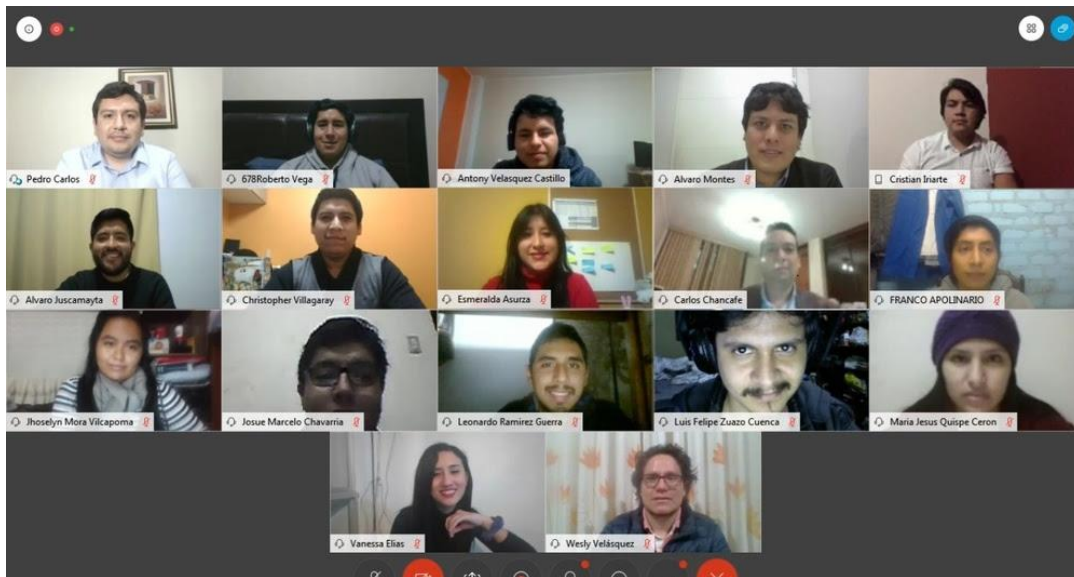 Pedro Carlos
678Roberto Vega
Antony Velasquez Castillo
Alvaro Montes
Cristian Iriarte
Alvaro Juscamayta
Christopher Villagaray
Esmeralda Asurza
Carlos Chancafe
FRANCO APOLINARIO
Jhoselyn Mora Vilcapoma
Josue Marcelo Chavarria
Leonardo Ramirez Guerra
Luis Felipe Zuazo Cuenca
Maria Jesus Quispe Ceron
Vanessa Elias
Wesly Velásquez